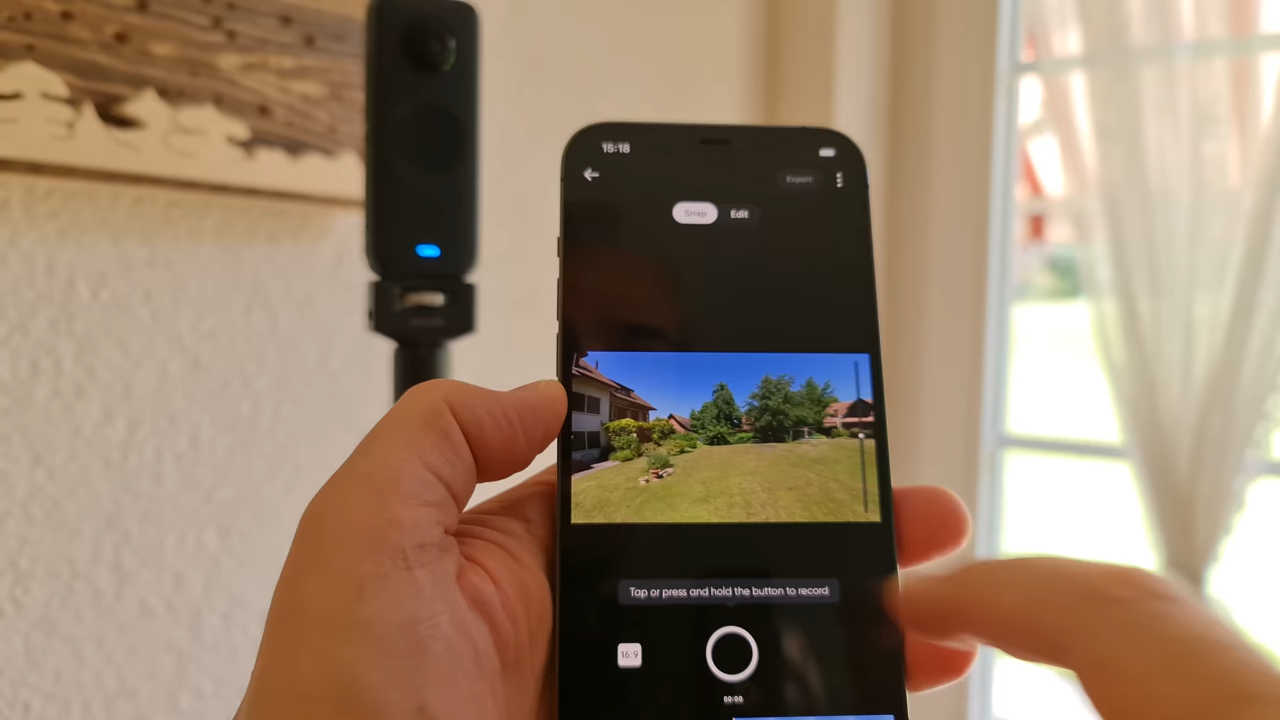 15:18
Export
Snap Edit
Tap or press and hold the button to record
16:9
00:00